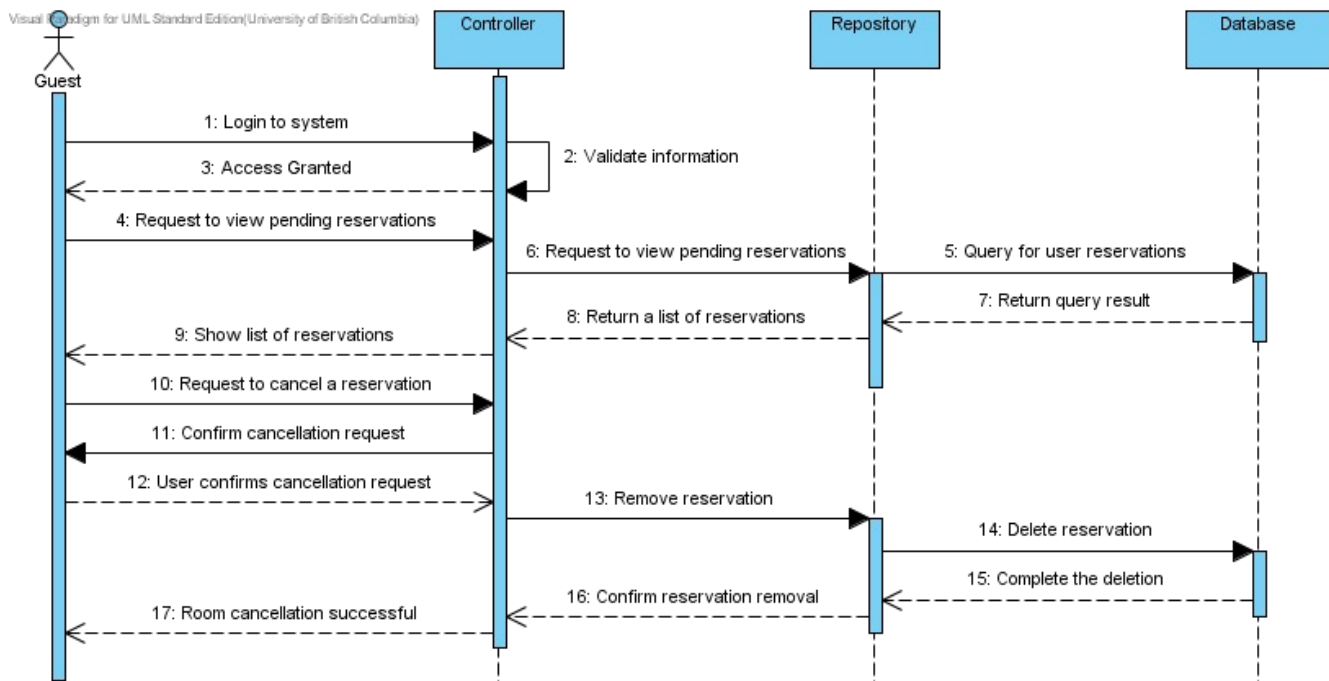 Visual Paradigm for UML Standard Edition(University of British Columbia)
Guest
Controller
Repository
Database
1: Login to system
2: Validate information
3: Access Granted
4: Request to view pending reservations
6: Request to view pending reservations
5: Query for user reservations
7: Return query result
8: Return a list of reservations
9: Show list of reservations
10: Request to cancel a reservation
11: Confirm cancellation request
12: User confirms cancellation request
13: Remove reservation
14: Delete reservation
15: Complete the deletion
16: Confirm reservation removal
17: Room cancellation successful